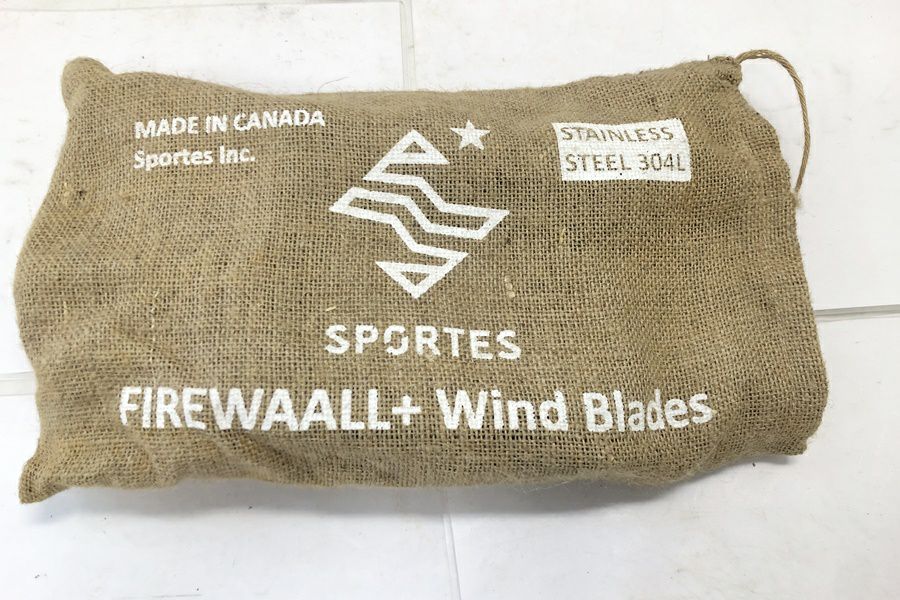 MADE IN CANADA
Sportes Inc.
STAINLESS
STEEL 304L
SPORTES
FIREWAALL+ Wind Blades